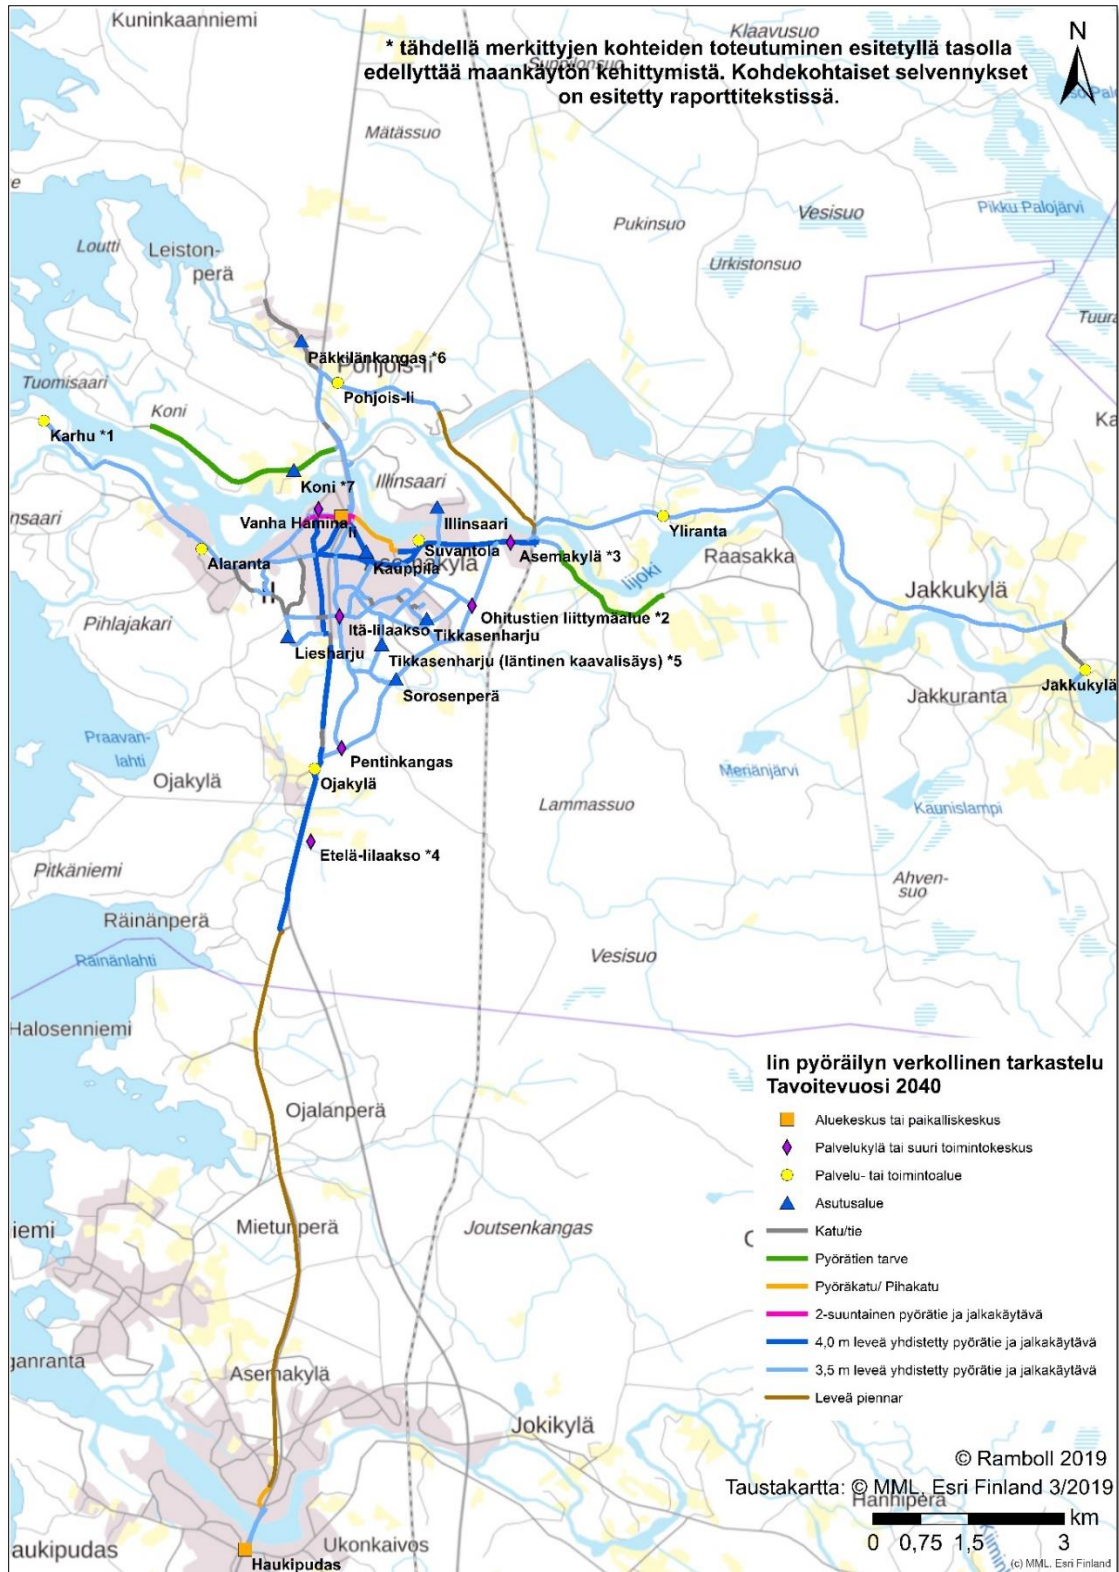 Kuninkaanniemi
Klaavusuo
N
* tähdellä merkittyjen kohteiden toteutuminen esitetyllä tasolla
edellyttää maankäytön kehittymistä. Kohdekohtaiset selvennykset
on esitetty raporttitekstissä.
Mätässuo
Pukinsuo
Vesisuo
Pikku Palojärvi
Loutti
Leiston-
perä
Urkistonsuo
Päkkilänkangas *6
Pohjois-Ii
Pohjois-Ii
Tuomisaari
Koni
Karhu *1
Koni *7
Illinsaari
Vanha Hamina
Ii
Illinsaari
Suvantola
Asemakylä *3
Yliranta
Raasakka
Alaranta
Kauppila
Iijoki
Jakkukylä
Ii
Pihlajakari
Itä-Iilaakso
Ohitustien liittymäalue *2
Tikkasenharju
Liesharju
Tikkasenharju (läntinen kaavalisäys) *5
Sorosenperä
Jakkuranta
Jakkukylä
Praavan-
lahti
Pentinkangas
Ojakylä
Ojakylä
Meriänjärvi
Lammassuo
Kaunislampi
Etelä-Iilaakso *4
Pitkäniemi
Ahven-
suo
Räinänperä
Räinänlahti
Vesisuo
Halosenniemi
Iin pyöräilyn verkollinen tarkastelu
Tavoitevuosi 2040
Aluekeskus tai paikalliskeskus
Palvelukylä tai suuri toimintokeskus
Palvelu- tai toimintoalue
Asutusalue
Katu/tie
Pyörätien tarve
Pyöräkatu/ Pihakatu
2-suuntainen pyörätie ja jalkakäytävä
4,0 m leveä yhdistetty pyörätie ja jalkakäytävä
3,5 m leveä yhdistetty pyörätie ja jalkakäytävä
Leveä piennar
Ojalanperä
Mietunperä
Joutsenkangas
Asemakylä
Jokikylä
© Ramboll 2019
Taustakartta: © MML, Esri Finland 3/2019
Hanhiperä
km
0 0,75 1,5 3
aukipudas
Ukonkaivos
Haukipudas
(c) MML, Esri Finland